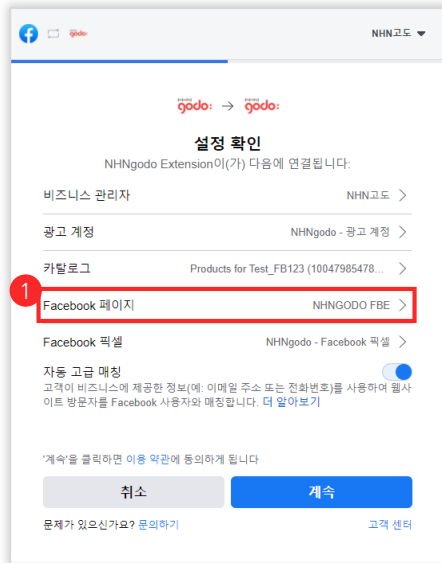 NHN고도
godo: → godo:
설정 확인
NHNgodo Extension이(가) 다음에 연결됩니다:
비즈니스 관리자 NHN고도
광고 계정 NHNgodo - 광고 계정
카탈로그 Products for Test_FB123 (10047985478...
1
Facebook 페이지 NHNGODO FBE
Facebook 픽셀 NHNgodo - Facebook 픽셀
자동 고급 매칭
고객이 비즈니스에 제공한 정보(예: 이메일 주소 또는 전화번호)를 사용하여 웹사
이트 방문자를 Facebook 사용자와 매칭합니다. 더 알아보기
'계속'을 클릭하면 이용 약관에 동의하게 됩니다
취소 계속
문제가 있으신가요? 문의하기 고객 센터